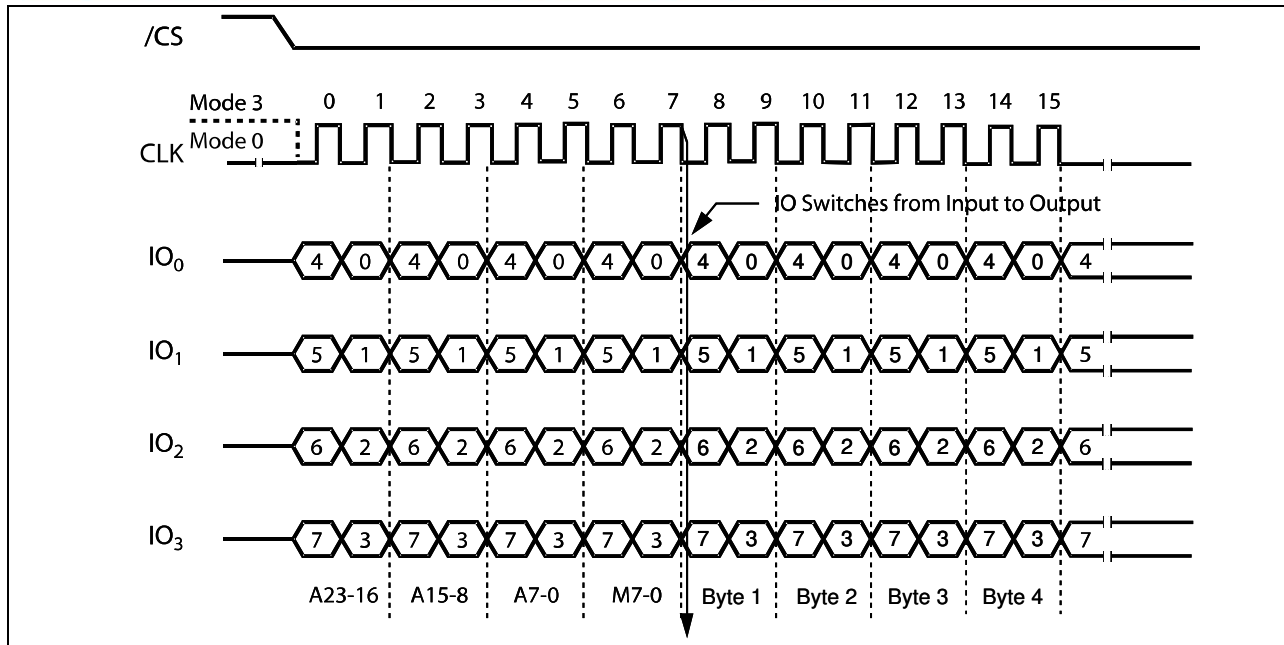 /CS
Mode 3
0 1 2 3 4 5 6 7 8 9 10 11 12 13 14 15
CLK Mode 0
IO Switches from Input to Output
IO0 4 0 4 0 4 0 4 0 4 0 4 0 4 0 4 0 4
IO1 5 1 5 1 5 1 5 1 5 1 5 1 5 1 5 1 5
IO2 6 2 6 2 6 2 6 2 6 2 6 2 6 2 6 2 6
IO3 7 3 7 3 7 3 7 3 7 3 7 3 7 3 7 3 7
A23-16 A15-8 A7-0 M7-0 Byte 1 Byte 2 Byte 3 Byte 4